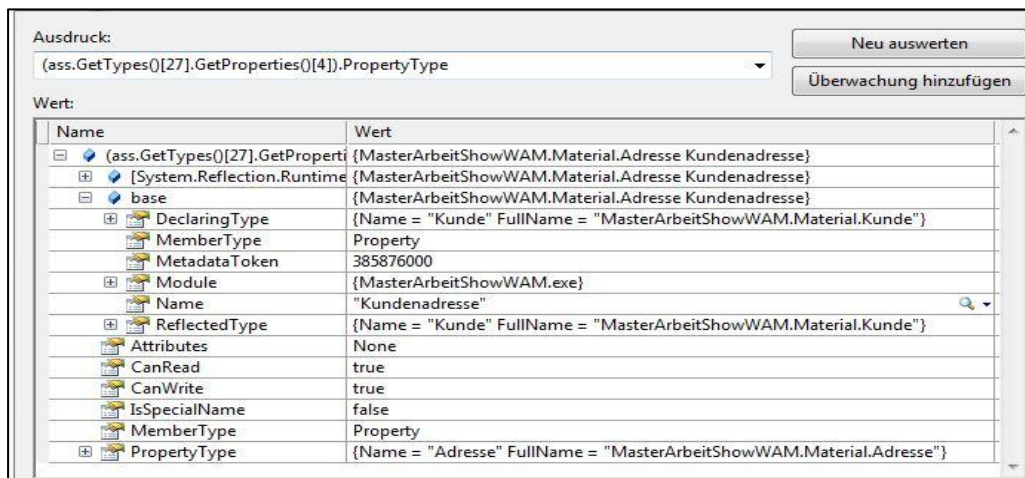 Ausdruck:
Neu auswerten
(ass.GetTypes()[27].GetProperties()[4]).PropertyType
Überwachung hinzufügen
Wert:
Name Wert
(ass.GetTypes()[27].GetProperti {MasterArbeitShowWAM.Material.Adresse Kundenadresse}
[System.Reflection.Runtime {MasterArbeitShowWAM.Material.Adresse Kundenadresse}
base {MasterArbeitShowWAM.Material.Adresse Kundenadresse}
DeclaringType {Name = "Kunde" FullName = "MasterArbeitShowWAM.Material.Kunde"}
MemberType Property
MetadataToken 385876000
Module {MasterArbeitShowWAM.exe}
Name "Kundenadresse"
ReflectedType {Name = "Kunde" FullName = "MasterArbeitShowWAM.Material.Kunde"}
Attributes None
CanRead true
CanWrite true
IsSpecialName false
MemberType Property
PropertyType {Name = "Adresse" FullName = "MasterArbeitShowWAM.Material.Adresse"}